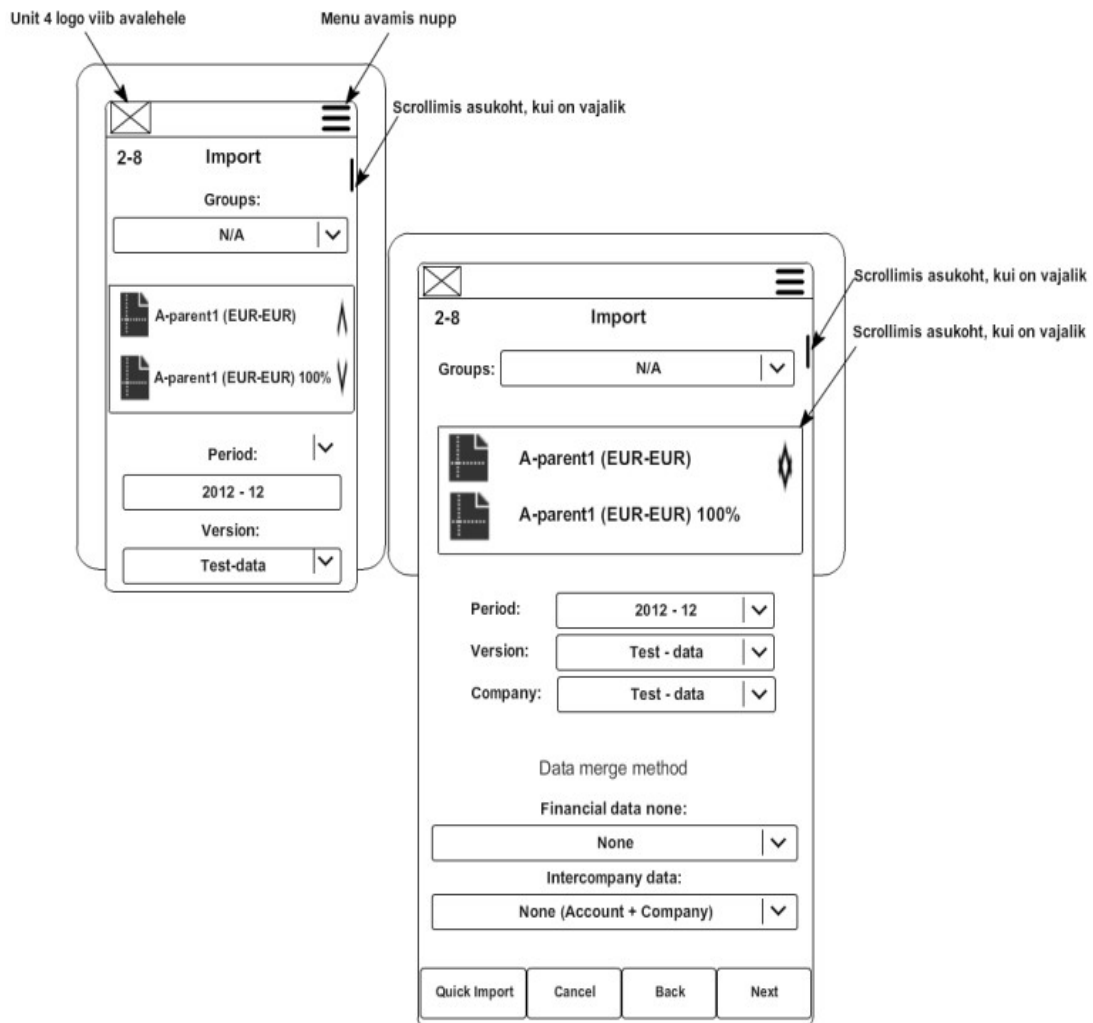 Unit 4 logo viib avalehele
Menu avamis nupp
Scrollimis asukoht, kui on vajalik
2-8 Import
Groups:
N/A
A-parent1 (EUR-EUR)
A-parent1 (EUR-EUR) 100%
Period:
2012 - 12
Version:
Test-data
Scrollimis asukoht, kui on vajalik
Scrollimis asukoht, kui on vajalik
2-8 Import
Groups: N/A
A-parent1 (EUR-EUR)
A-parent1 (EUR-EUR) 100%
Period: 2012 - 12
Version: Test - data
Company: Test - data
Data merge method
Financial data none:
None
Intercompany data:
None (Account + Company)
Quick Import Cancel Back Next